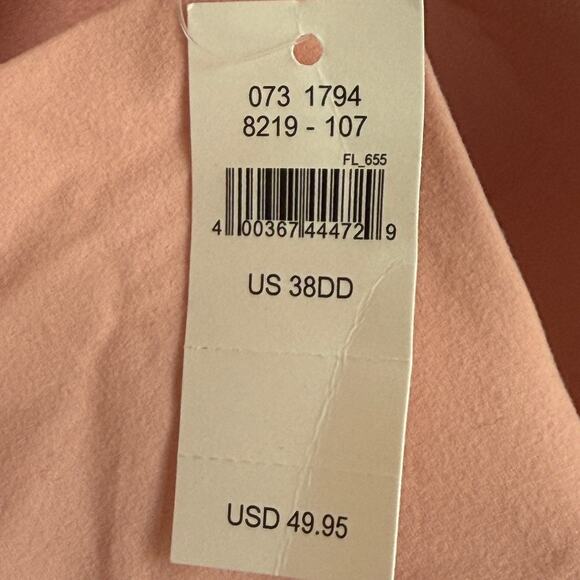 073 1794
8219 - 107
FL_655
4 00367 44472 9
US 38DD
USD 49.95